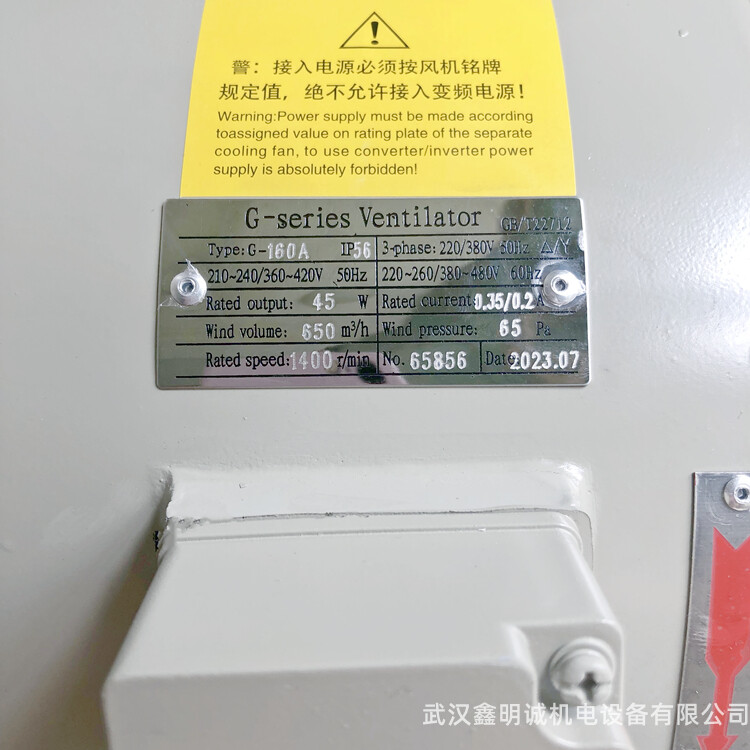 警：接入电源必须按风机铭牌
规定值，绝不允许接入变频电源！
Warning:Power supply must be made according
toassigned value on rating plate of the separate
cooling fan, to use converter/inverter power
supply is absolutely forbidden!
G-series Ventilator GB/T22712
Type: G-160A IP56 3-phase: 220/380V 50Hz △/Y
210~240/360~420V 50Hz 220~260/380~480V 60Hz
Rated output: 45 W Rated current: 0.35/0.2 A
Wind volume: 650 m³/h Wind pressure: 65 Pa
Rated speed: 1400 r/min No. 65856 Date 2023.07
武汉鑫明诚机电设备有限公司